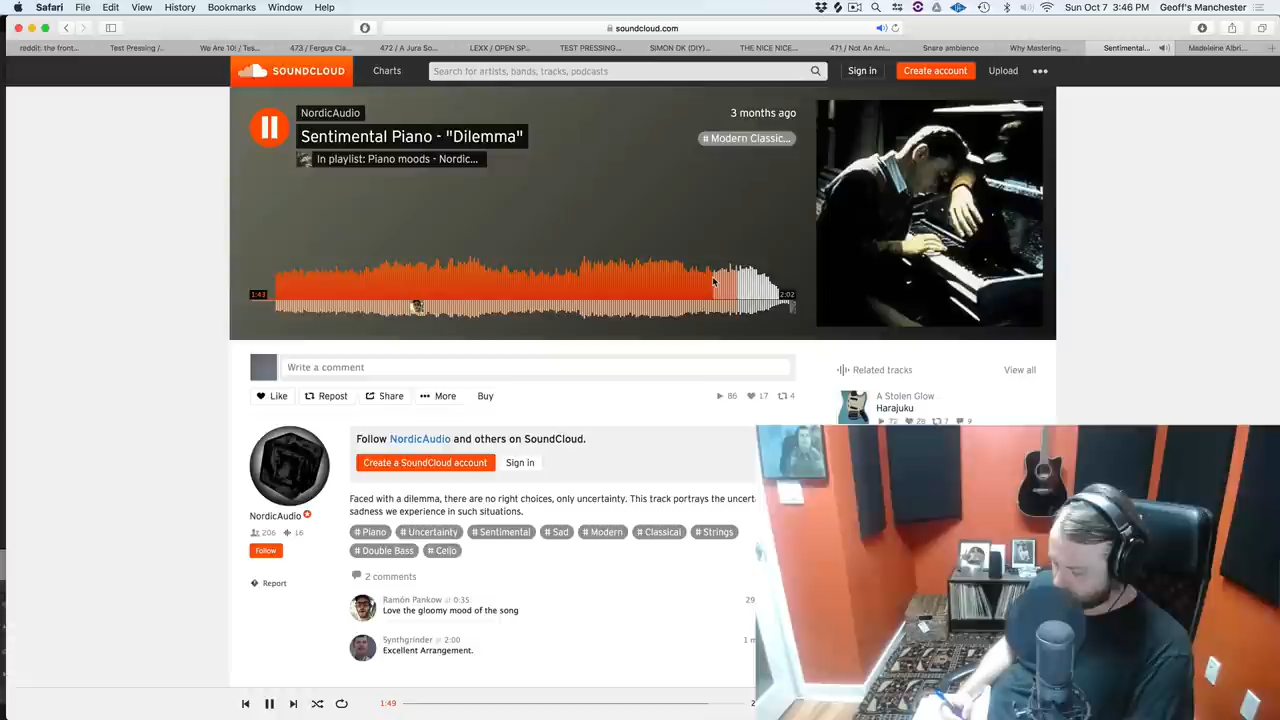 Safari File Edit View History Bookmarks Window Help
Sun Oct 7 3:46 PM Geoff's Manchester
soundcloud.com
reddit: the front... Test Pressing /... We Are 10! / Tes... 473 / Fergus Cla... 472 / A Jura So... LEXX / OPEN SP... TEST PRESSING... SIMON DK (DIY)... THE NICE NICE... 471 / Not An Ani... Snare ambience Why Mastering... Sentimental... Madeleine Albri...
SOUNDCLOUD Charts Search for artists, bands, tracks, podcasts Sign in Create account Upload
NordicAudio 3 months ago
Sentimental Piano - "Dilemma"
# Modern Classic...
In playlist: Piano moods - Nordic...
1:43 2:02
Write a comment
Related tracks View all
Like Repost Share More Buy 86 17 4
A Stolen Glow
Harajuku
72 28 7 9
Follow NordicAudio and others on SoundCloud.
Create a SoundCloud account Sign in
Faced with a dilemma, there are no right choices, only uncertainty. This track portrays the uncert
sadness we experience in such situations.
NordicAudio
206 16
Follow
Report
# Piano # Uncertainty # Sentimental # Sad # Modern # Classical # Strings
# Double Bass # Cello
2 comments
Ramón Pankow at 0:35 29
Love the gloomy mood of the song
Synthgrinder at 2:00 1 m
Excellent Arrangement.
1:49 2